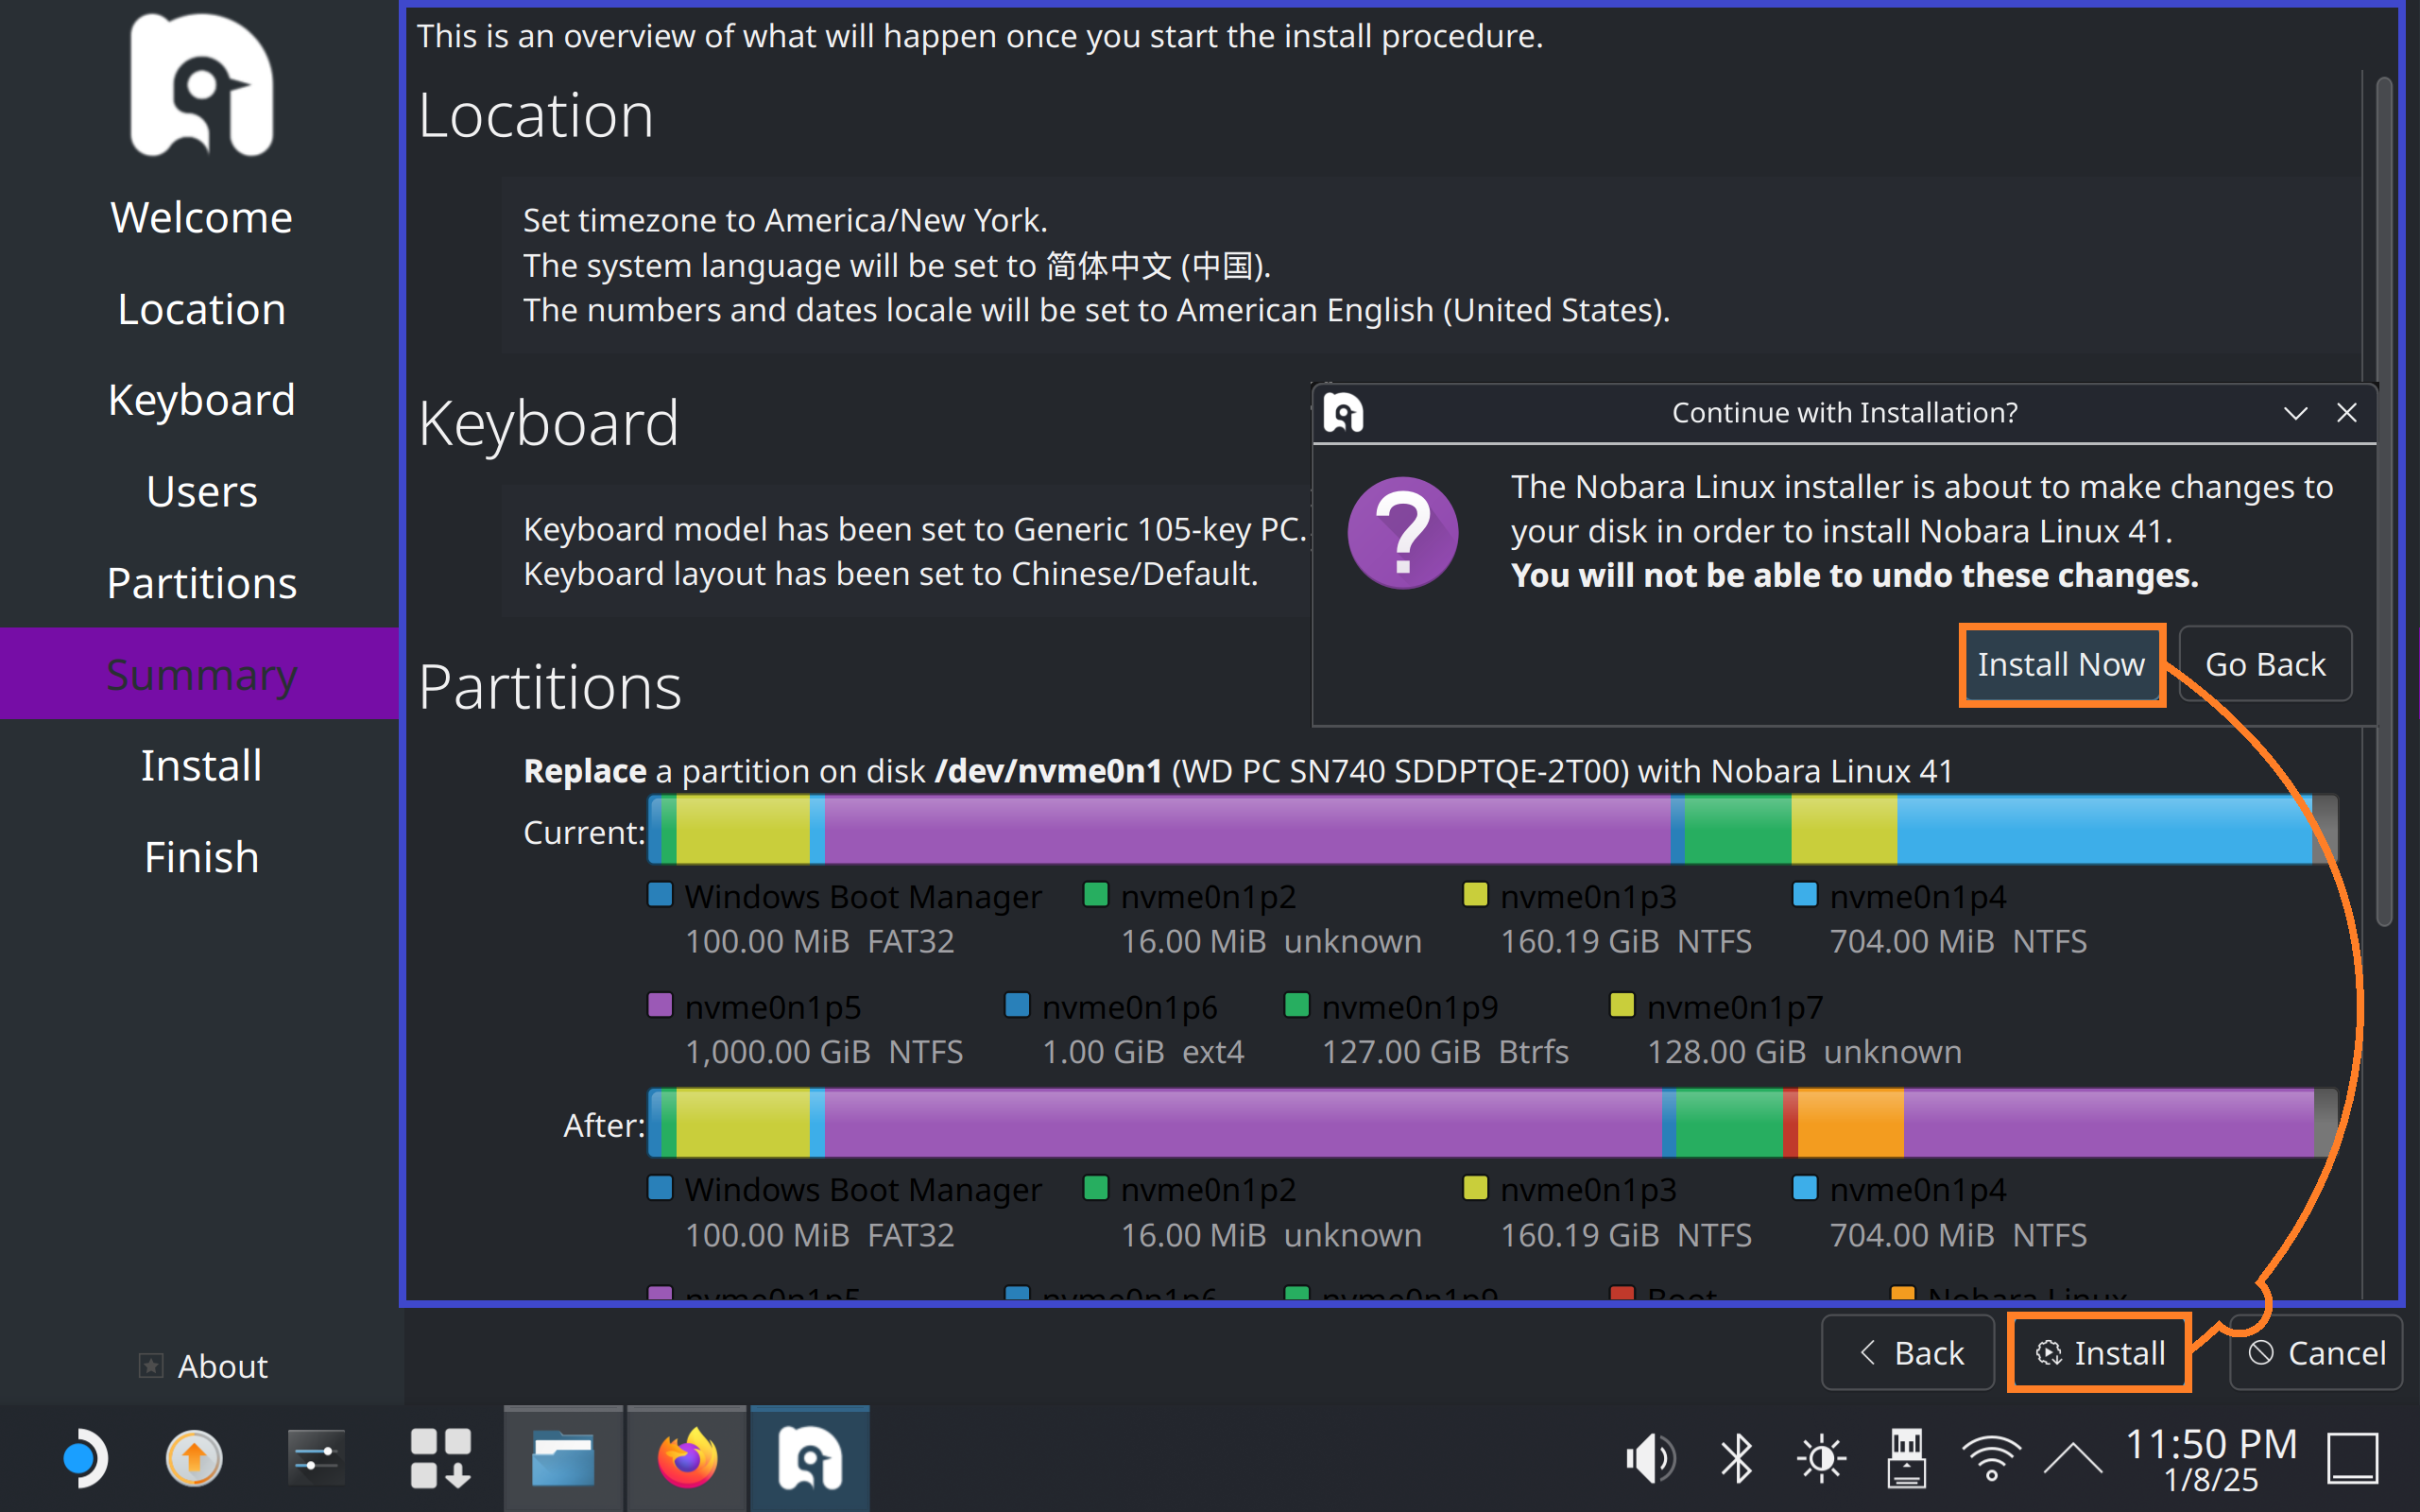 This is an overview of what will happen once you start the install procedure.
Welcome
Location
Keyboard
Users
Partitions
Summary
Install
Finish
About
Location
Set timezone to America/New York.
The system language will be set to 简体中文 (中国).
The numbers and dates locale will be set to American English (United States).
Keyboard
Keyboard model has been set to Generic 105-key PC.
Keyboard layout has been set to Chinese/Default.
Continue with Installation?
The Nobara Linux installer is about to make changes to
your disk in order to install Nobara Linux 41.
You will not be able to undo these changes.
Install Now
Go Back
Partitions
Replace a partition on disk /dev/nvme0n1 (WD PC SN740 SDDPTQE-2T00) with Nobara Linux 41
Current:
Windows Boot Manager nvme0n1p2 nvme0n1p3 nvme0n1p4
100.00 MiB FAT32 16.00 MiB unknown 160.19 GiB NTFS 704.00 MiB NTFS
nvme0n1p5 nvme0n1p6 nvme0n1p9 nvme0n1p7
1,000.00 GiB NTFS 1.00 GiB ext4 127.00 GiB Btrfs 128.00 GiB unknown
After:
Windows Boot Manager nvme0n1p2 nvme0n1p3 nvme0n1p4
100.00 MiB FAT32 16.00 MiB unknown 160.19 GiB NTFS 704.00 MiB NTFS
nvme0n1p5 nvme0n1p6 nvme0n1p9 Boot Nobara Linux
Back
Install
Cancel
11:50 PM
1/8/25